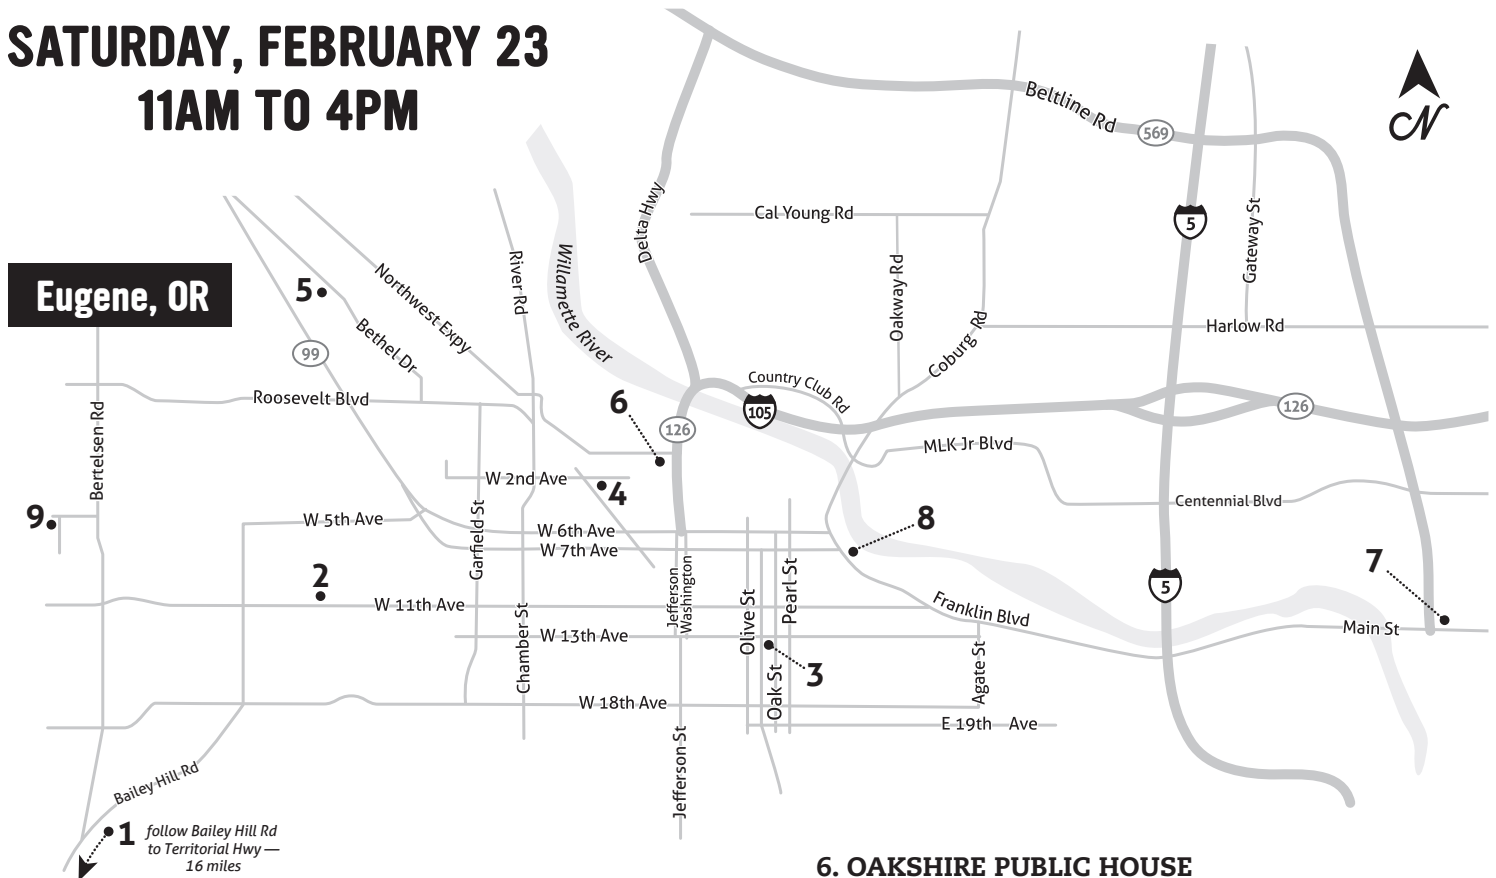 SATURDAY, FEBRUARY 23
11AM TO 4PM
N
Beltline Rd
569
Delta Hwy
Cal Young Rd
5
Gateway St
Eugene, OR
5
Northwest Expy
River Rd
Willamette River
Oakway Rd
Coburg Rd
Harlow Rd
99
Bethel Dr
Roosevelt Blvd
Country Club Rd
105
126
6
126
Bertelsen Rd
MLK Jr Blvd
W 2nd Ave
4
Centennial Blvd
9
W 5th Ave
Garfield St
W 6th Ave
W 7th Ave
8
2
Jefferson
Washington
Pearl St
5
7
W 11th Ave
Olive St
Franklin Blvd
Main St
W 13th Ave
Chamber St
3
Oak St
Agate St
W 18th Ave
E 19th Ave
Jefferson St
Bailey Hill Rd
1
follow Bailey Hill Rd
to Territorial Hwy —
16 miles
6. OAKSHIRE PUBLIC HOUSE